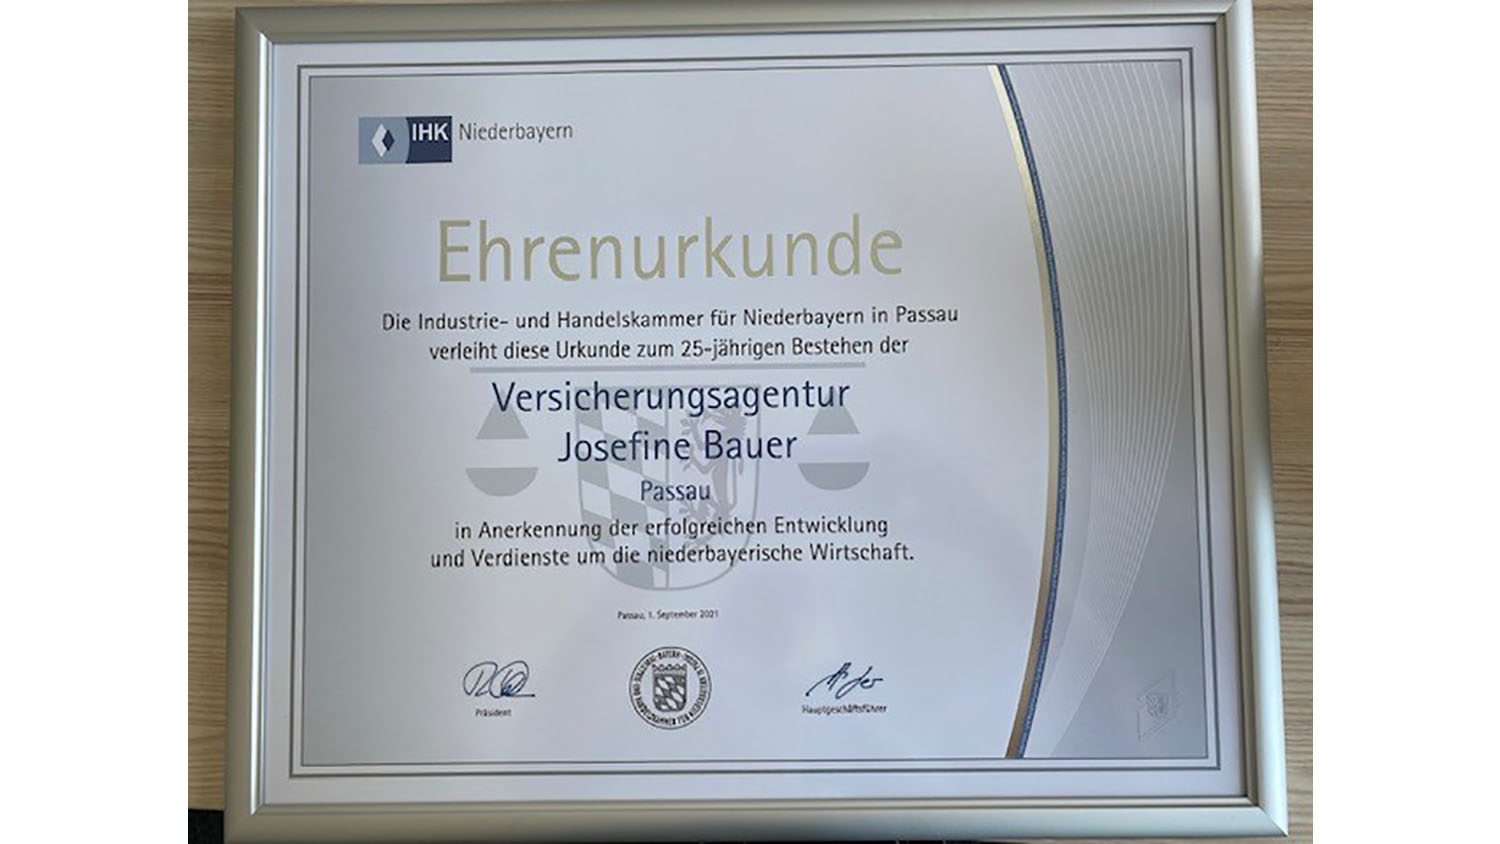 IHK Niederbayern
Ehrenurkunde
Die Industrie- und Handelskammer für Niederbayern in Passau
verleiht diese Urkunde zum 25-jährigen Bestehen der
Versicherungsagentur
Josefine Bauer
Passau
in Anerkennung der erfolgreichen Entwicklung
und Verdienste um die niederbayerische Wirtschaft.
Passau, 1. September 2021
Präsident
Hauptgeschäftsführer